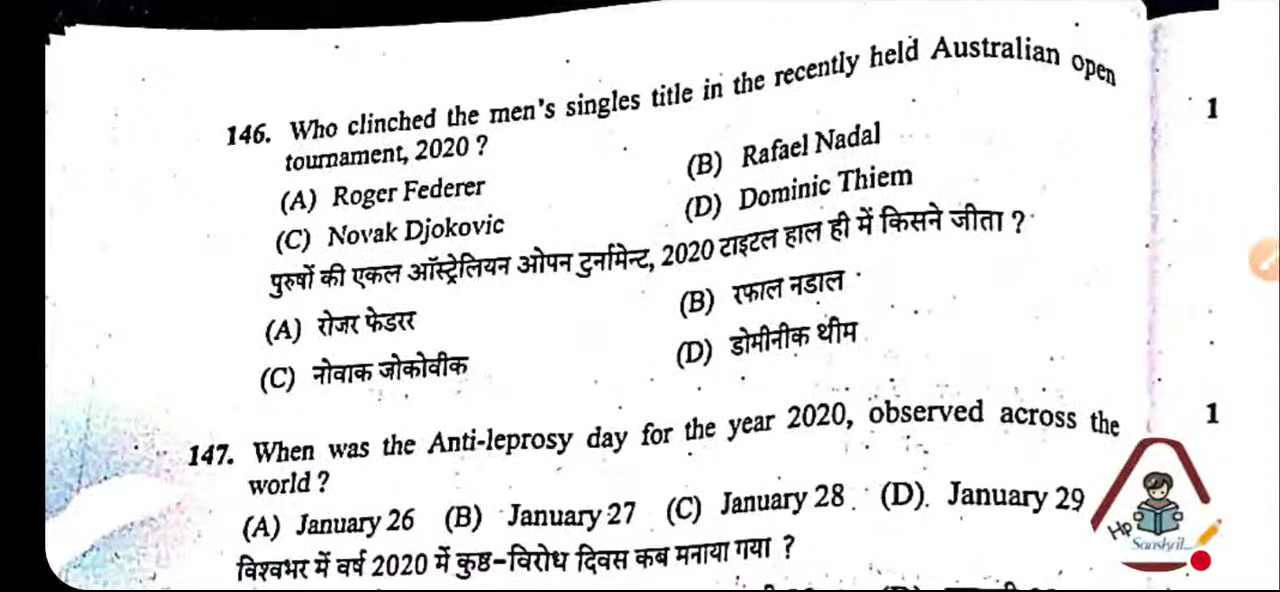 146. Who clinched the men's singles title in the recently held Australian open
1
tournament, 2020 ?
(A) Roger Federer (B) Rafael Nadal
(C) Novak Djokovic (D) Dominic Thiem
पुरुषों की एकल ऑस्ट्रेलियन ओपन टुर्नामेन्ट, 2020 टाइटल हाल ही में किसने जीता ?
(A) रोजर फेडरर (B) रफाल नडाल
(C) नोवाक जोकोवीक (D) डोमीनीक थीम
147. When was the Anti-leprosy day for the year 2020, observed across the
1
world ?
(A) January 26 (B) January 27 (C) January 28 (D). January 29
विश्वभर में वर्ष 2020 में कुष्ठ-विरोध दिवस कब मनाया गया ?
Hp
Sanshril